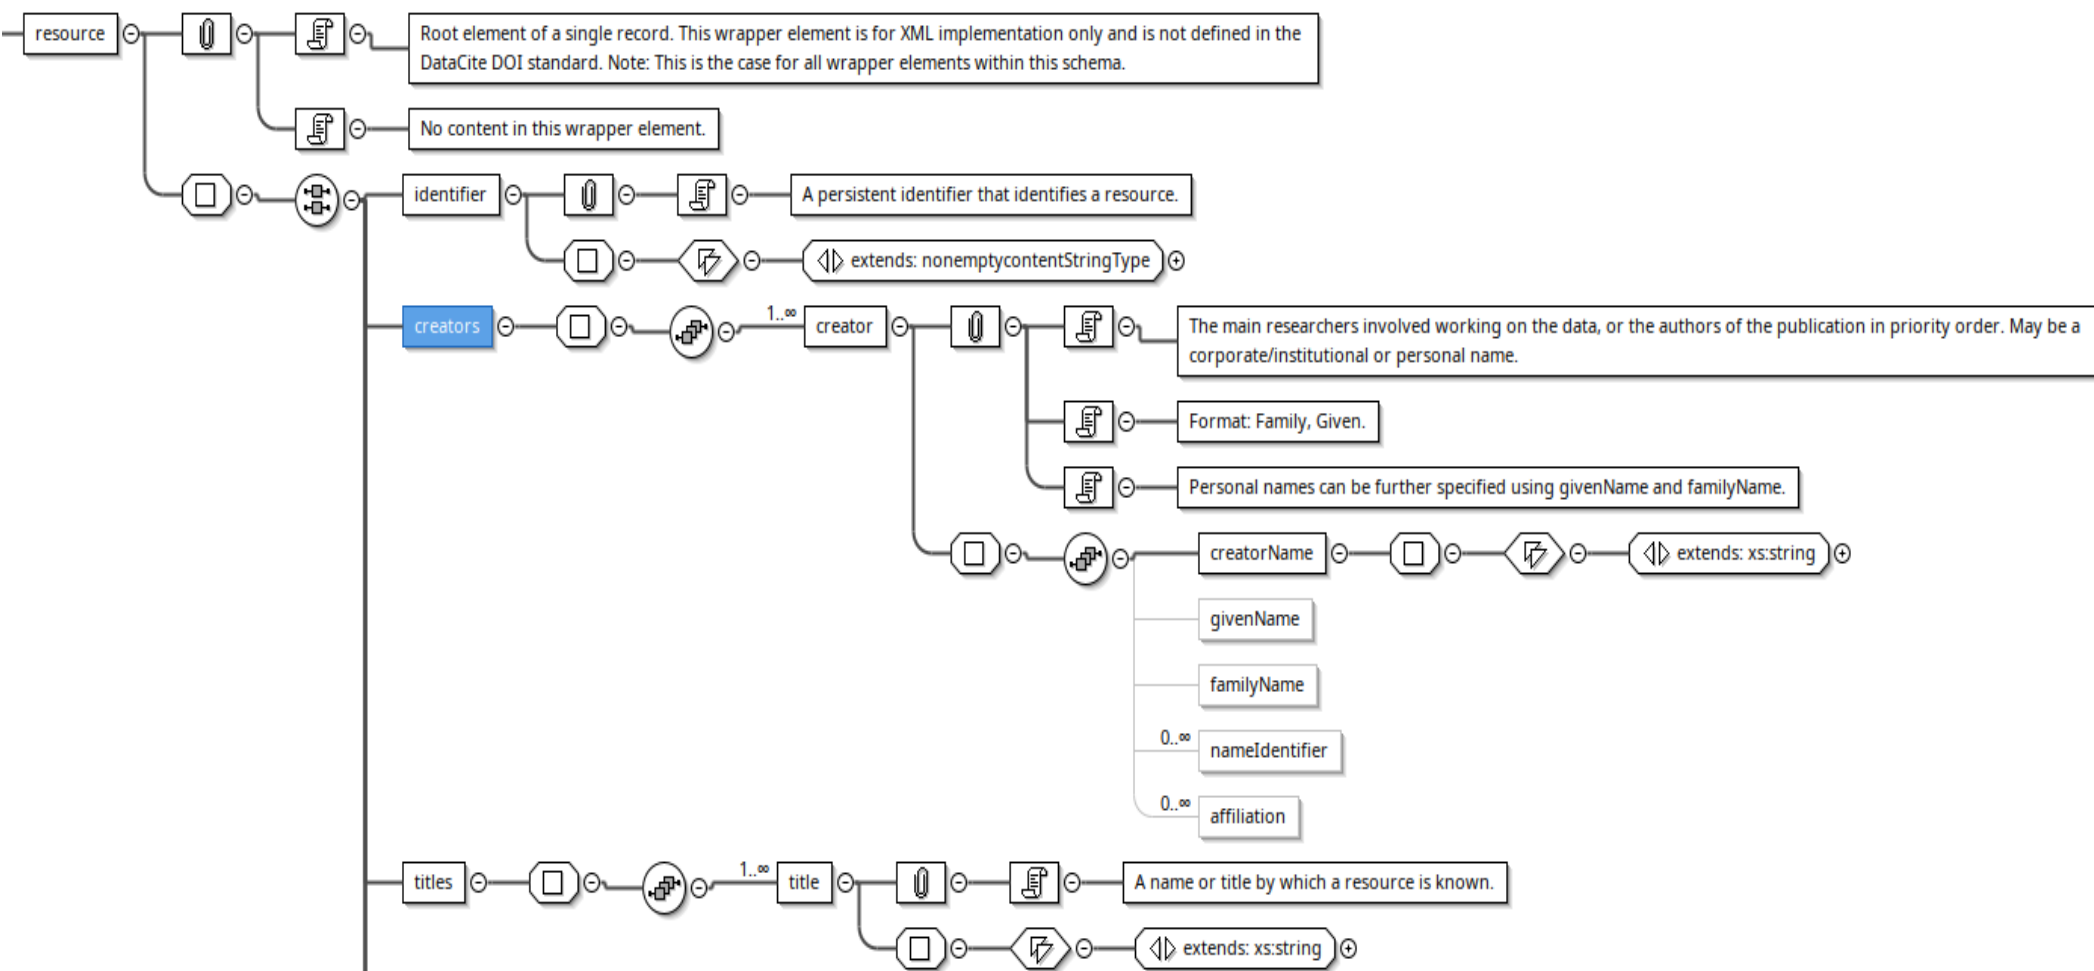 resource
Root element of a single record. This wrapper element is for XML implementation only and is not defined in the
DataCite DOI standard. Note: This is the case for all wrapper elements within this schema.
No content in this wrapper element.
identifier
A persistent identifier that identifies a resource.
extends: nonemptycontentStringType
creators
1..∞
creator
The main researchers involved working on the data, or the authors of the publication in priority order. May be a
corporate/institutional or personal name.
Format: Family, Given.
Personal names can be further specified using givenName and familyName.
creatorName
extends: xs:string
givenName
familyName
0..∞
nameIdentifier
0..∞
affiliation
titles
1..∞
title
A name or title by which a resource is known.
extends: xs:string